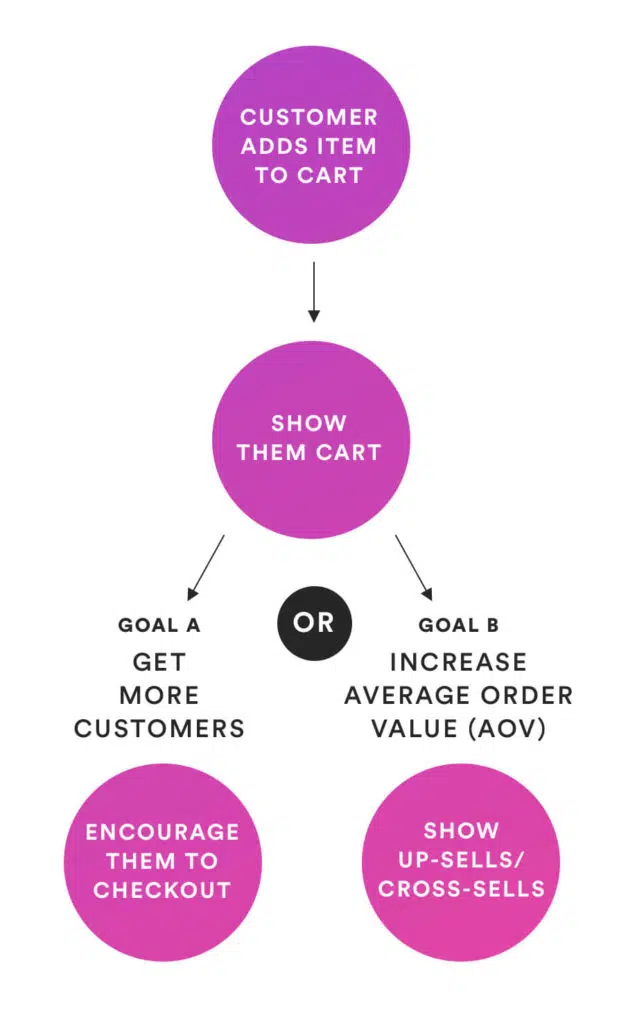 CUSTOMER
ADDS ITEM
TO CART
SHOW
THEM CART
OR
GOAL A
GET
MORE
CUSTOMERS
ENCOURAGE
THEM TO
CHECKOUT
GOAL B
INCREASE
AVERAGE ORDER
VALUE (AOV)
SHOW
UP-SELLS/
CROSS-SELLS